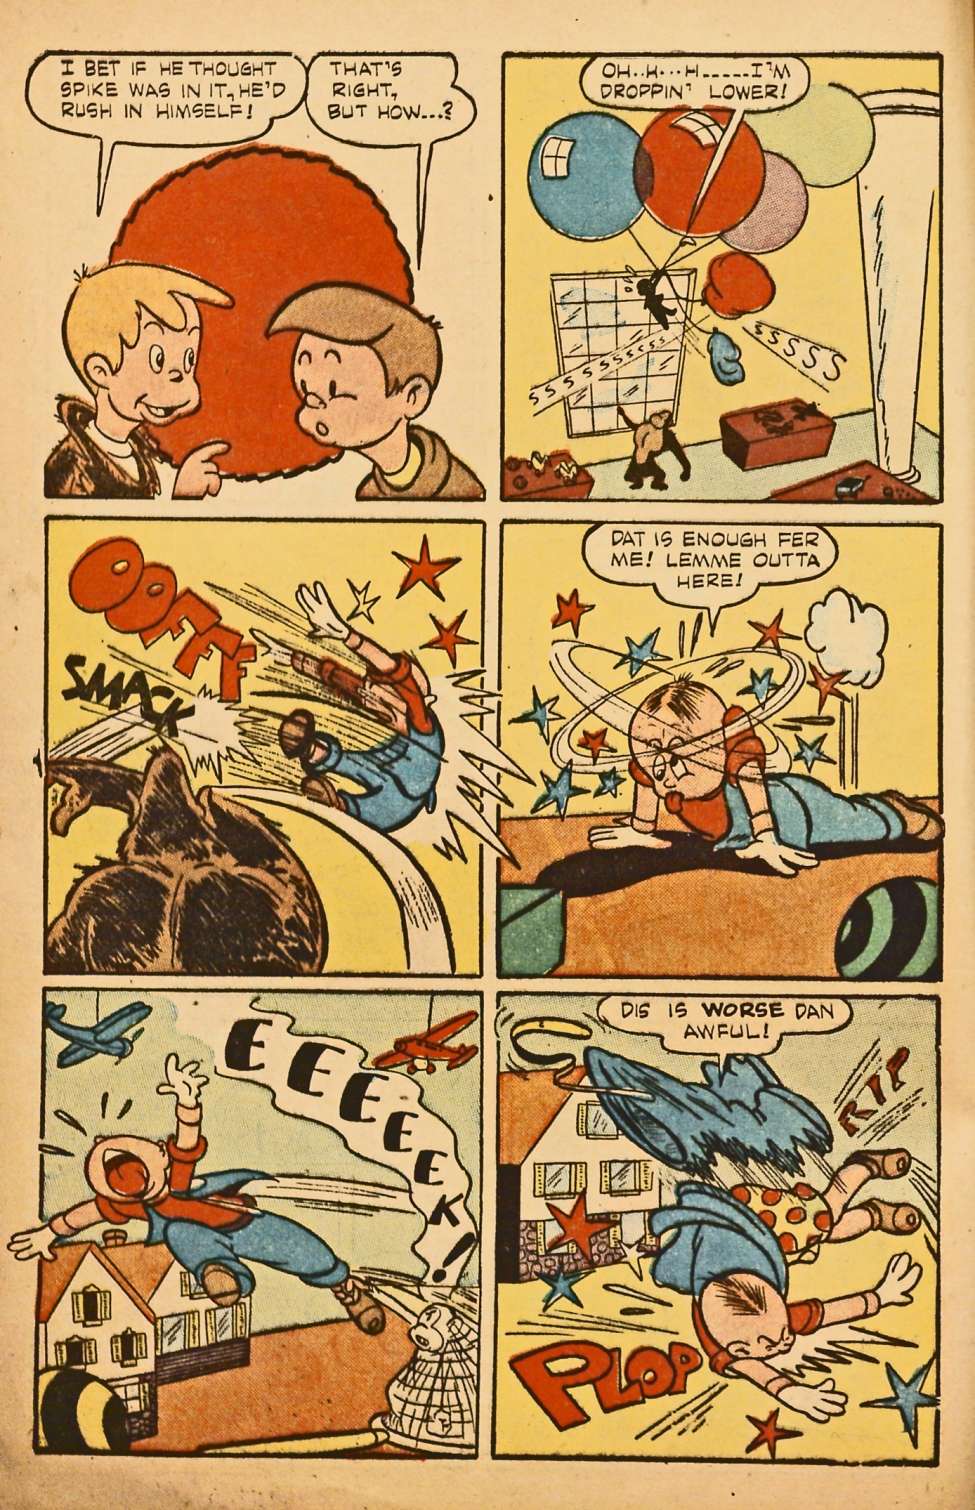 I BET IF HE THOUGHT
SPIKE WAS IN IT, HE'D
RUSH IN HIMSELF!
THAT'S
RIGHT,
BUT HOW...?
OH..H...H.....I'M
DROPPIN' LOWER!
SSSSSSSSSSSS
SSSSS
OOFFF
SMACK
DAT IS ENOUGH FER
ME! LEMME OUTTA
HERE!
EEEEEEK!
DIS IS WORSE DAN
AWFUL!
RIP
PLOP